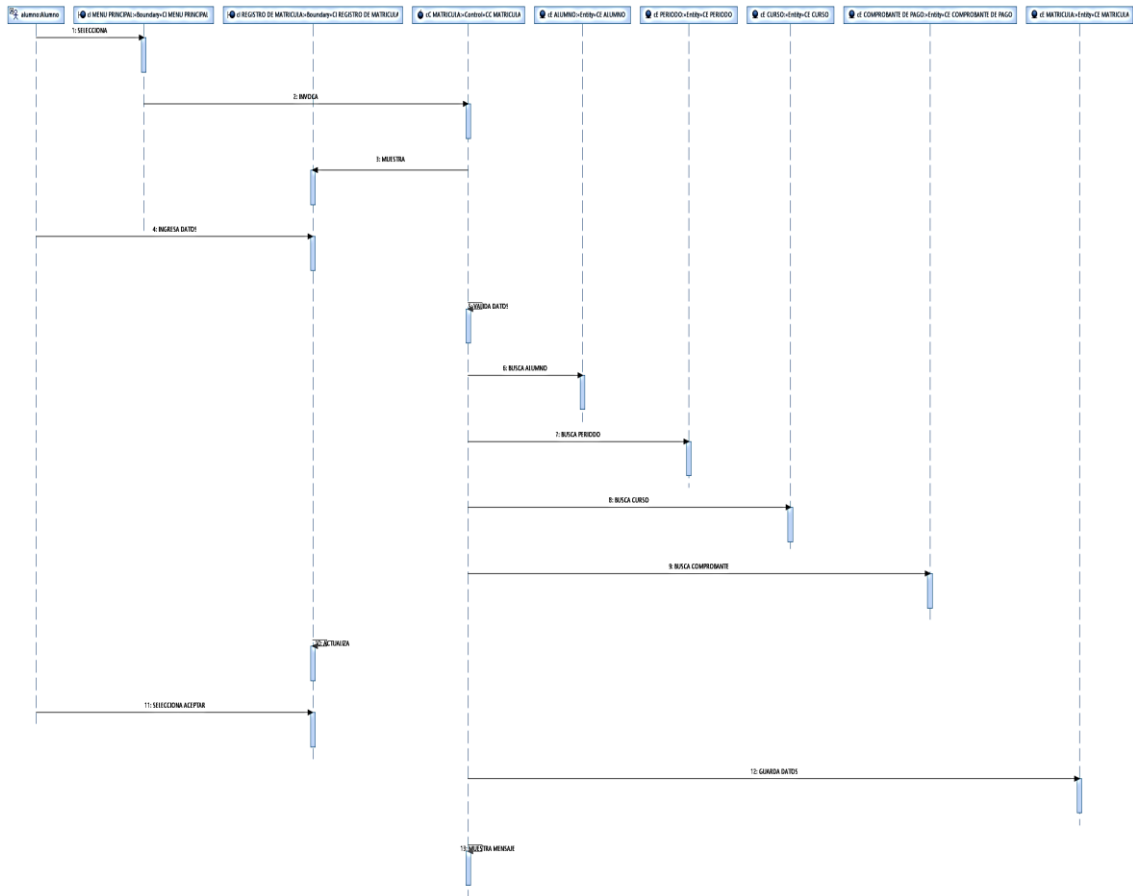 alumno:Alumno
cI MENU PRINCIPAL:«Boundary»CI MENU PRINCIPAL
cI REGISTRO DE MATRICULA:«Boundary»CI REGISTRO DE MATRICULA
cC MATRICULA:«Control»CC MATRICULA
cE ALUMNO:«Entity»CE ALUMNO
cE PERIODO:«Entity»CE PERIODO
cE CURSO:«Entity»CE CURSO
cE COMPROBANTE DE PAGO:«Entity»CE COMPROBANTE DE PAGO
cE MATRICULA:«Entity»CE MATRICULA
1: SELECCIONA
2: INVOCA
3: MUESTRA
4: INGRESA DATOS
VALIDA DATOS
6: BUSCA ALUMNO
7: BUSCA PERIODO
8: BUSCA CURSO
9: BUSCA COMPROBANTE
10: ACTUALIZA
11: SELECCIONA ACEPTAR
12: GUARDA DATOS
13: MUESTRA MENSAJE